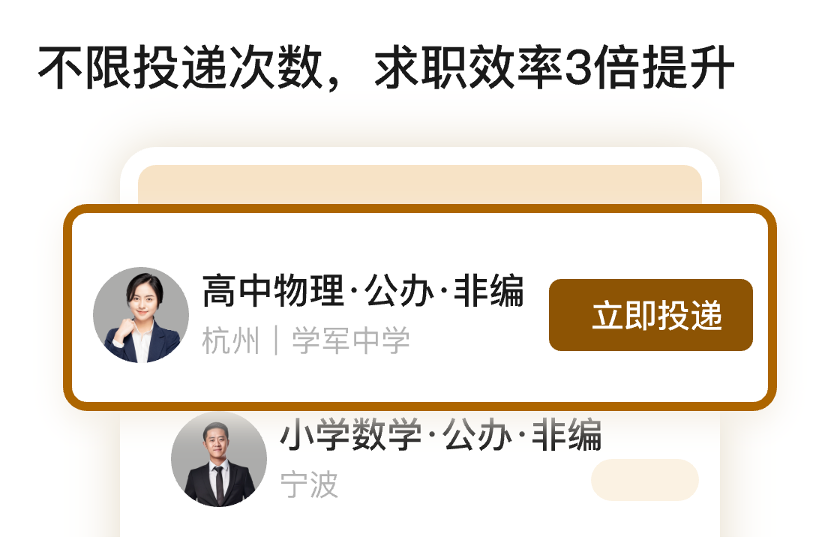 不限投递次数，求职效率3倍提升
高中物理·公办·非编
杭州｜学军中学
立即投递
小学数学·公办·非编
宁波